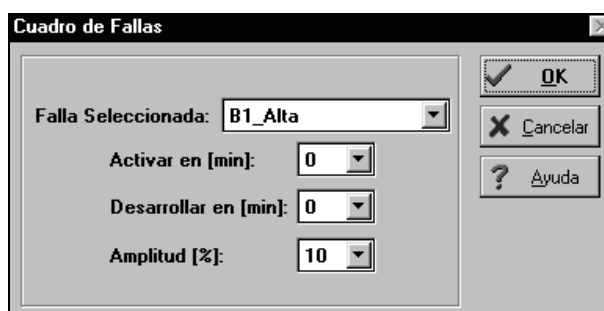 Cuadro de Fallas
Falla Seleccionada: B1_Alta
Activar en [min]: 0
Desarrollar en [min]: 0
Amplitud [%]: 10
OK
Cancelar
? Ayuda